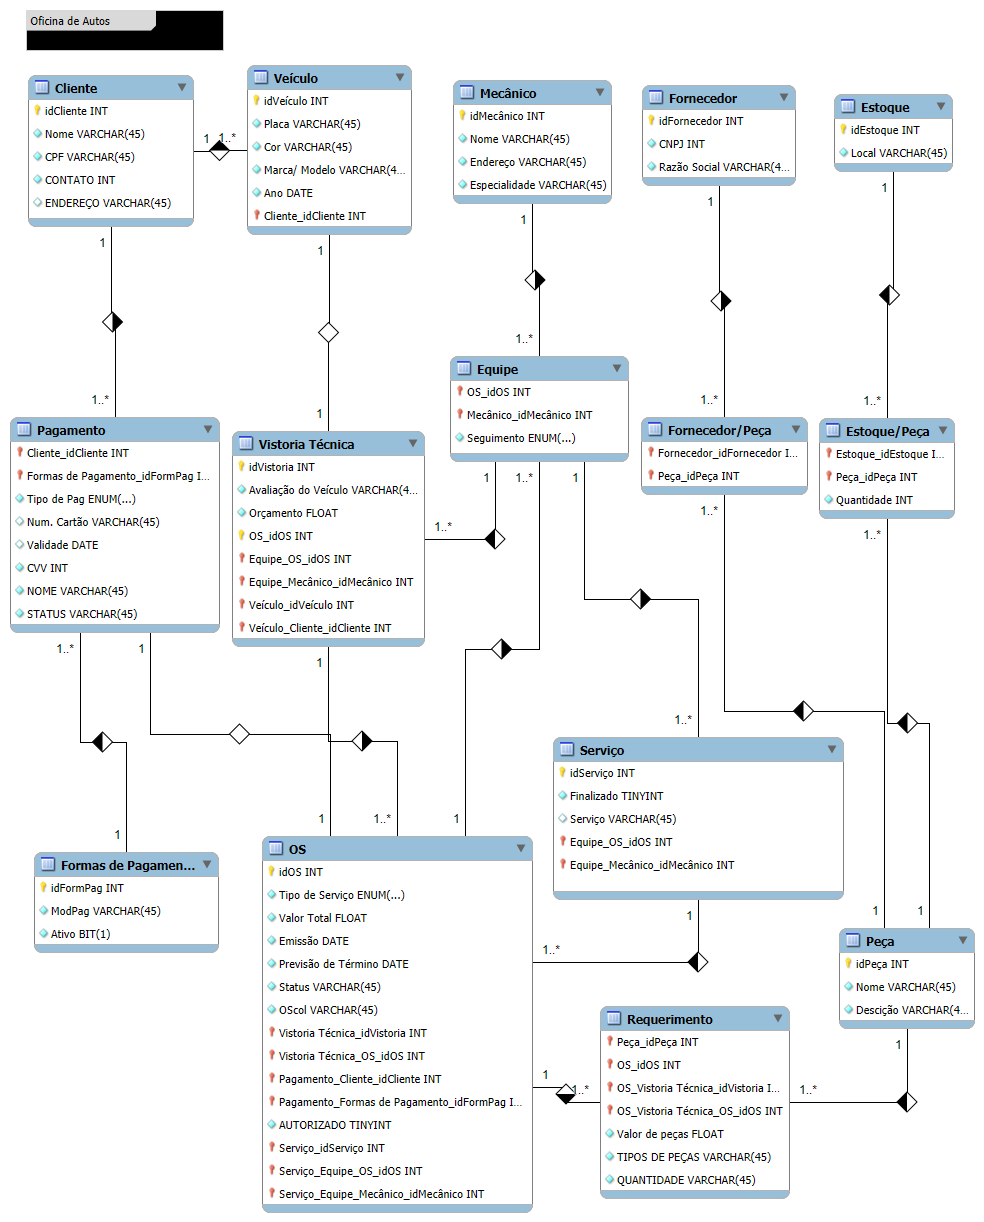 Oficina de Autos
Cliente
idCliente INT
Nome VARCHAR(45)
CPF VARCHAR(45)
CONTATO INT
ENDEREÇO VARCHAR(45)
1
1..*
Veículo
idVeículo INT
Placa VARCHAR(45)
Cor VARCHAR(45)
Marca/ Modelo VARCHAR(4...
Ano DATE
Cliente_idCliente INT
Mecânico
idMecânico INT
Nome VARCHAR(45)
Endereço VARCHAR(45)
Especialidade VARCHAR(45)
Fornecedor
idFornecedor INT
CNPJ INT
Razão Social VARCHAR(4...
Estoque
idEstoque INT
Local VARCHAR(45)
1
1
1
1
1
1..*
1
1..*
1..*
1..*
Equipe
OS_idOS INT
Mecânico_idMecânico INT
Seguimento ENUM(...)
Pagamento
Cliente_idCliente INT
Formas de Pagamento_idFormPag I...
Tipo de Pag ENUM(...)
Num. Cartão VARCHAR(45)
Validade DATE
CVV INT
NOME VARCHAR(45)
STATUS VARCHAR(45)
Vistoria Técnica
idVistoria INT
Avaliação do Veículo VARCHAR(4...
Orçamento FLOAT
OS_idOS INT
Equipe_OS_idOS INT
Equipe_Mecânico_idMecânico INT
Veículo_idVeículo INT
Veículo_Cliente_idCliente INT
Fornecedor/Peça
Fornecedor_idFornecedor I...
Peça_idPeça INT
Estoque/Peça
Estoque_idEstoque I...
Peça_idPeça INT
Quantidade INT
1
1..*
1
1..*
1..*
1..*
1..*
1
1
1..*
1
1
1..*
1
Serviço
idServiço INT
Finalizado TINYINT
Serviço VARCHAR(45)
Equipe_OS_idOS INT
Equipe_Mecânico_idMecânico INT
Formas de Pagamen...
idFormPag INT
ModPag VARCHAR(45)
Ativo BIT(1)
OS
idOS INT
Tipo de Serviço ENUM(...)
Valor Total FLOAT
Emissão DATE
Previsão de Término DATE
Status VARCHAR(45)
OScol VARCHAR(45)
Vistoria Técnica_idVistoria INT
Vistoria Técnica_OS_idOS INT
Pagamento_Cliente_idCliente INT
Pagamento_Formas de Pagamento_idFormPag I...
AUTORIZADO TINYINT
Serviço_idServiço INT
Serviço_Equipe_OS_idOS INT
Serviço_Equipe_Mecânico_idMecânico INT
1
1..*
1
1
Peça
idPeça INT
Nome VARCHAR(45)
Descição VARCHAR(4...
1
1..*
1
1..*
Requerimento
Peça_idPeça INT
OS_idOS INT
OS_Vistoria Técnica_idVistoria I...
OS_Vistoria Técnica_OS_idOS INT
Valor de peças FLOAT
TIPOS DE PEÇAS VARCHAR(45)
QUANTIDADE VARCHAR(45)